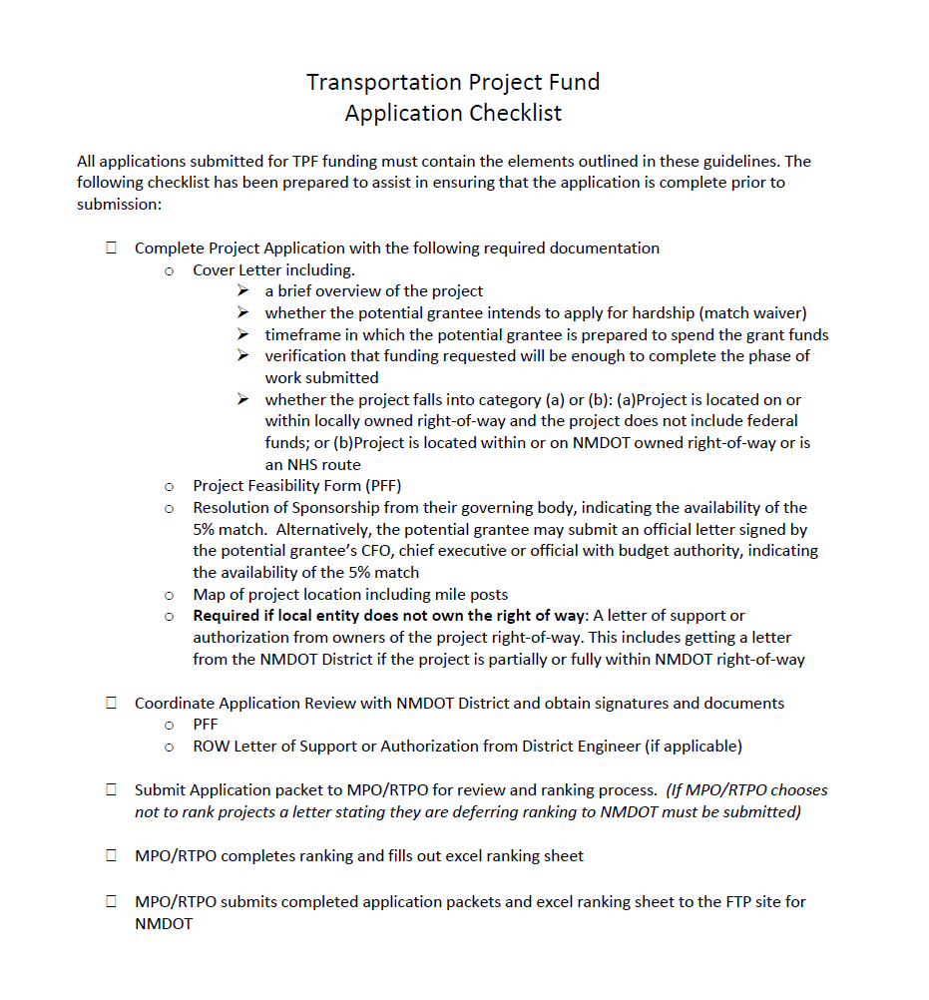 Transportation Project Fund
Application Checklist
All applications submitted for TPF funding must contain the elements outlined in these guidelines. The
following checklist has been prepared to assist in ensuring that the application is complete prior to
submission:
☐ Complete Project Application with the following required documentation
o Cover Letter including.
➢ a brief overview of the project
➢ whether the potential grantee intends to apply for hardship (match waiver)
➢ timeframe in which the potential grantee is prepared to spend the grant funds
➢ verification that funding requested will be enough to complete the phase of
work submitted
➢ whether the project falls into category (a) or (b): (a)Project is located on or
within locally owned right-of-way and the project does not include federal
funds; or (b)Project is located within or on NMDOT owned right-of-way or is
an NHS route
o Project Feasibility Form (PFF)
o Resolution of Sponsorship from their governing body, indicating the availability of the
5% match.  Alternatively, the potential grantee may submit an official letter signed by
the potential grantee’s CFO, chief executive or official with budget authority, indicating
the availability of the 5% match
o Map of project location including mile posts
o Required if local entity does not own the right of way: A letter of support or
authorization from owners of the project right-of-way. This includes getting a letter
from the NMDOT District if the project is partially or fully within NMDOT right-of-way
☐ Coordinate Application Review with NMDOT District and obtain signatures and documents
o PFF
o ROW Letter of Support or Authorization from District Engineer (if applicable)
☐ Submit Application packet to MPO/RTPO for review and ranking process.  (If MPO/RTPO chooses
not to rank projects a letter stating they are deferring ranking to NMDOT must be submitted)
☐ MPO/RTPO completes ranking and fills out excel ranking sheet
☐ MPO/RTPO submits completed application packets and excel ranking sheet to the FTP site for
NMDOT